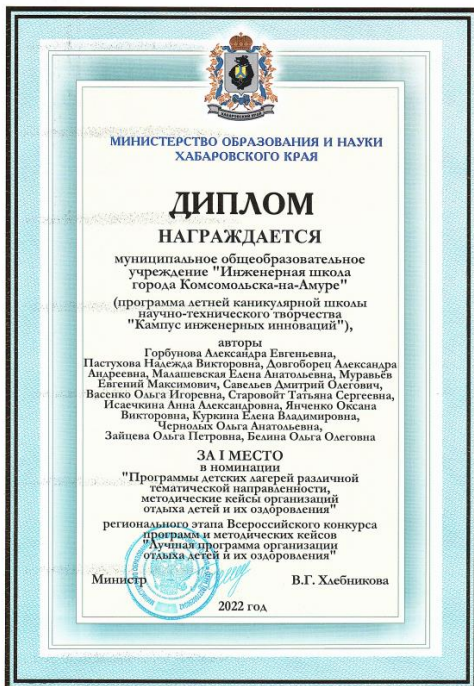 ХАБАРОВСКИЙ КРАЙ
МИНИСТЕРСТВО ОБРАЗОВАНИЯ И НАУКИ
ХАБАРОВСКОГО КРАЯ
ДИПЛОМ
НАГРАЖДАЕТСЯ
муниципальное общеобразовательное
учреждение "Инженерная школа
города Комсомольска-на-Амуре"
(программа летней каникулярной школы
научно-технического творчества
"Кампус инженерных инноваций"),
авторы
Горбунова Александра Евгеньевна,
Пастухова Надежда Викторовна, Довгоборец Александра
Андреевна, Малашевская Елена Анатольевна, Муравьёв
Евгений Максимович, Савельев Дмитрий Олегович,
Васенко Ольга Игоревна, Старовойт Татьяна Сергеевна,
Исаечкина Анна Александровна, Янченко Оксана
Викторовна, Куркина Елена Владимировна,
Чернолых Ольга Анатольевна,
Зайцева Ольга Петровна, Белина Ольга Олеговна
ЗА I МЕСТО
в номинации
"Программы детских лагерей различной
тематической направленности,
методические кейсы организаций
отдыха детей и их оздоровления"
регионального этапа Всероссийского конкурса
программ и методических кейсов
"Лучшая программа организации
отдыха детей и их оздоровления"
Министр В.Г. Хлебникова
2022 год